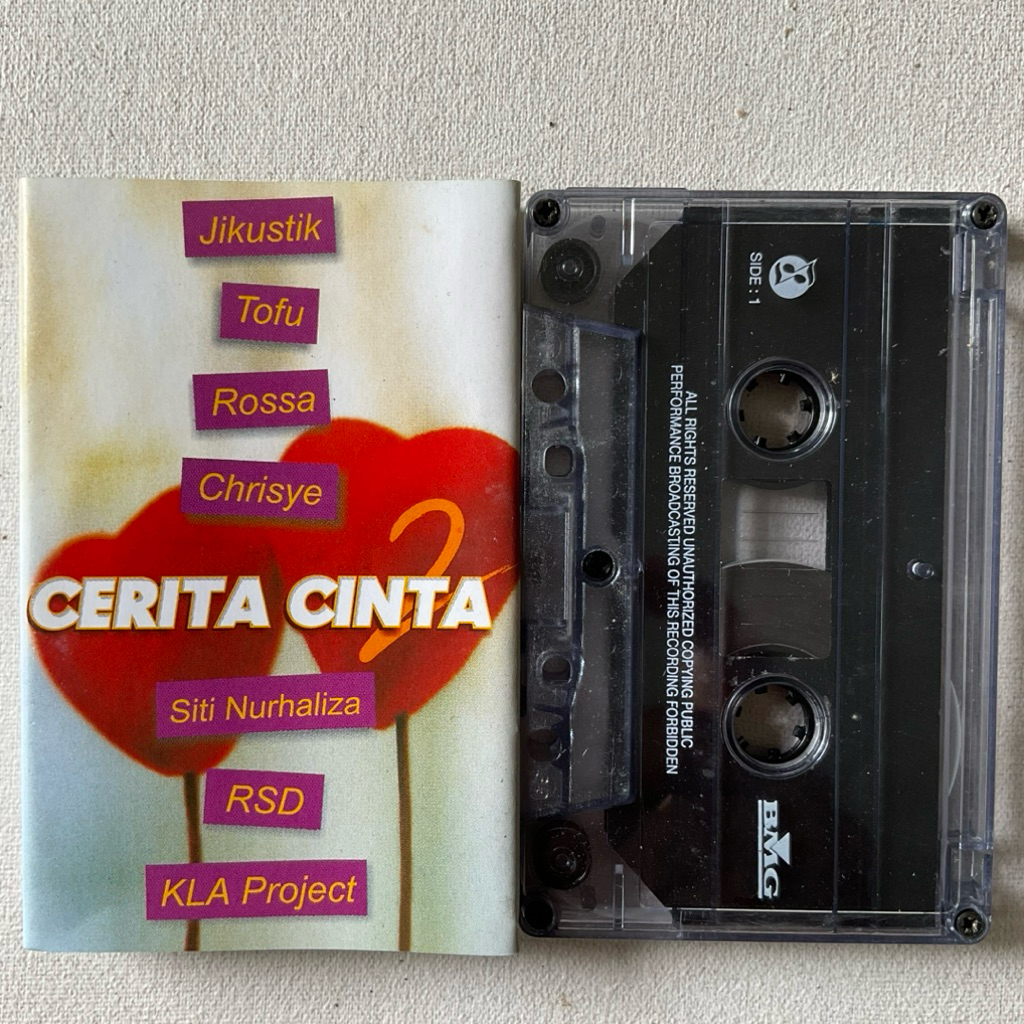 Jikustik
Tofu
Rossa
Chrisye
2
CERITA CINTA
Siti Nurhaliza
RSD
KLA Project
SIDE : 1
ALL RIGHTS RESERVED UNAUTHORIZED COPYING PUBLIC
PERFORMANCE BROADCASTING OF THIS RECORDING FORBIDDEN
BMG